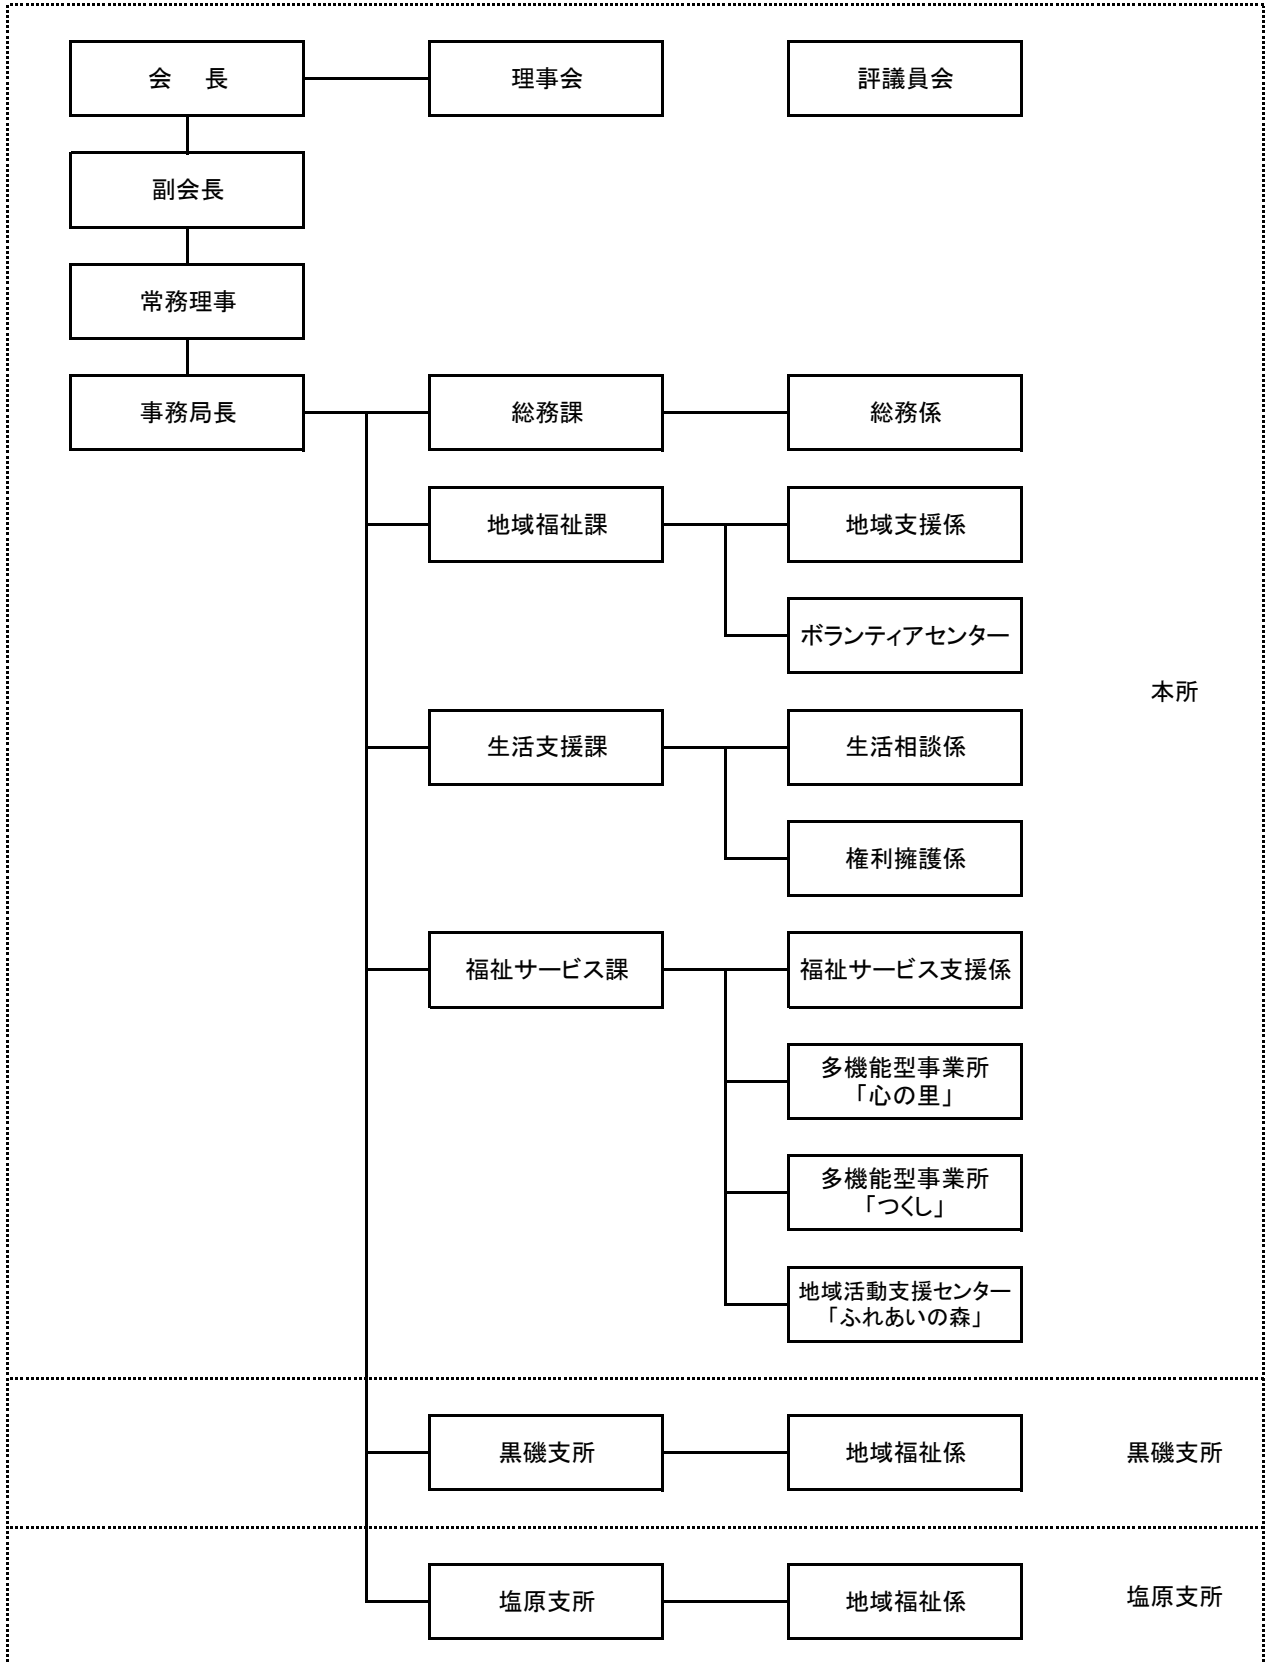 会　長
理事会
評議員会
副会長
常務理事
事務局長
総務課
総務係
地域福祉課
地域支援係
ボランティアセンター
本所
生活支援課
生活相談係
権利擁護係
福祉サービス課
福祉サービス支援係
多機能型事業所
「心の里」
多機能型事業所
「つくし」
地域活動支援センター
「ふれあいの森」
黒磯支所
地域福祉係
黒磯支所
塩原支所
地域福祉係
塩原支所